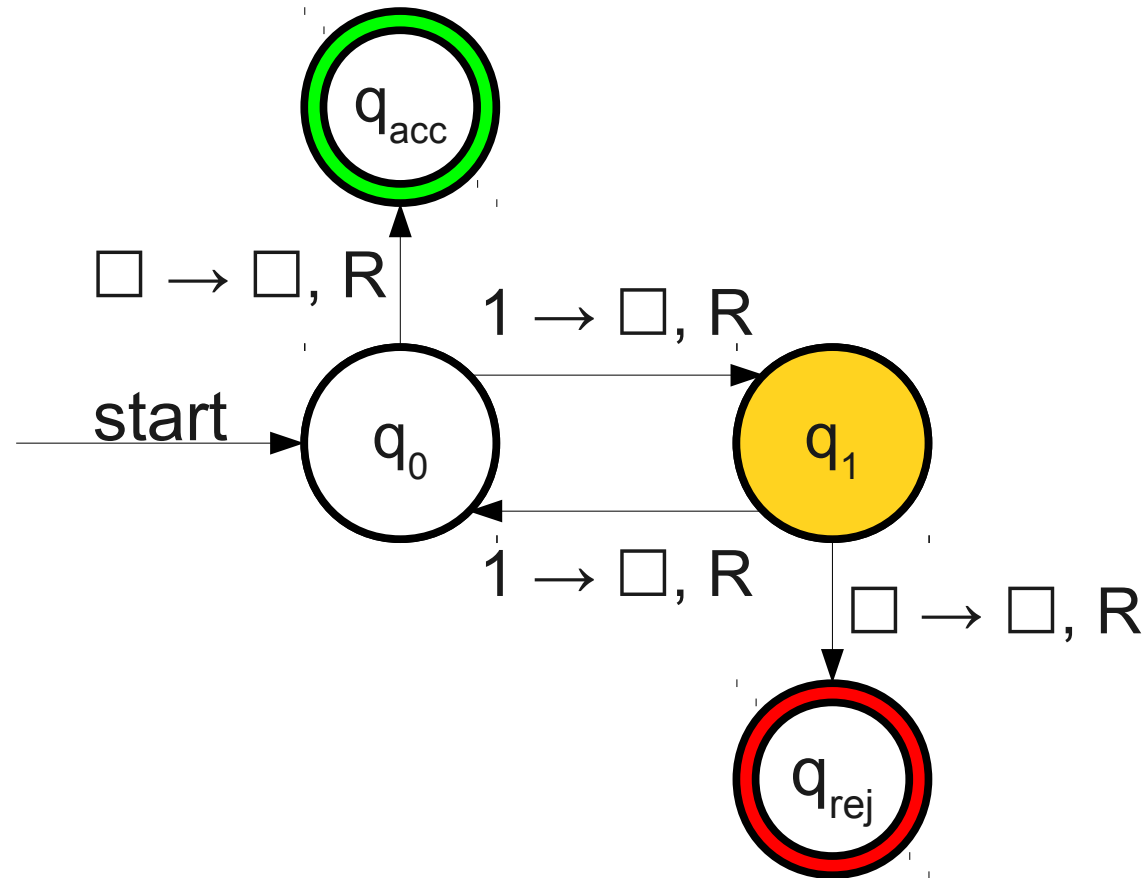 q_acc
□ → □, R
1 → □, R
start
q_0
q_1
1 → □, R
□ → □, R
q_rej